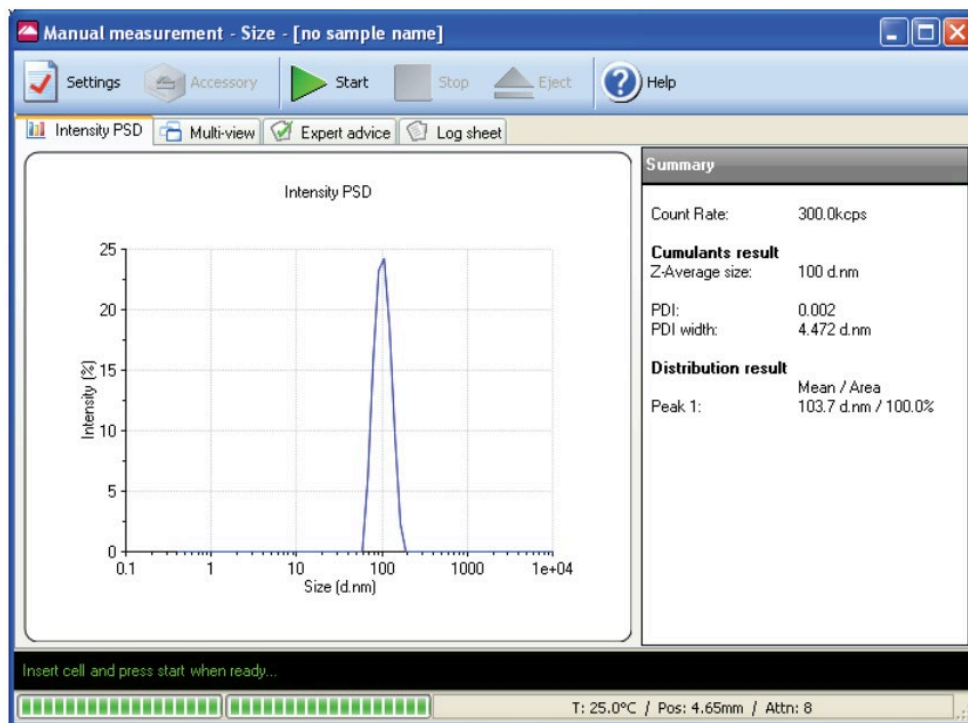 Manual measurement - Size - [no sample name]
Settings Accessory Start Stop Eject Help
Intensity PSD Multi-view Expert advice Log sheet
Intensity PSD
25
20
15
10
5
0
Intensity (%)
0.1 1 10 100 1000 1e+04
Size (d.nm)
Summary
Count Rate: 300.0kcps
Cumulants result
Z-Average size: 100 d.nm
PDI: 0.002
PDI width: 4.472 d.nm
Distribution result
Mean / Area
Peak 1: 103.7 d.nm / 100.0%
Insert cell and press start when ready...
T: 25.0°C / Pos: 4.65mm / Attn: 8